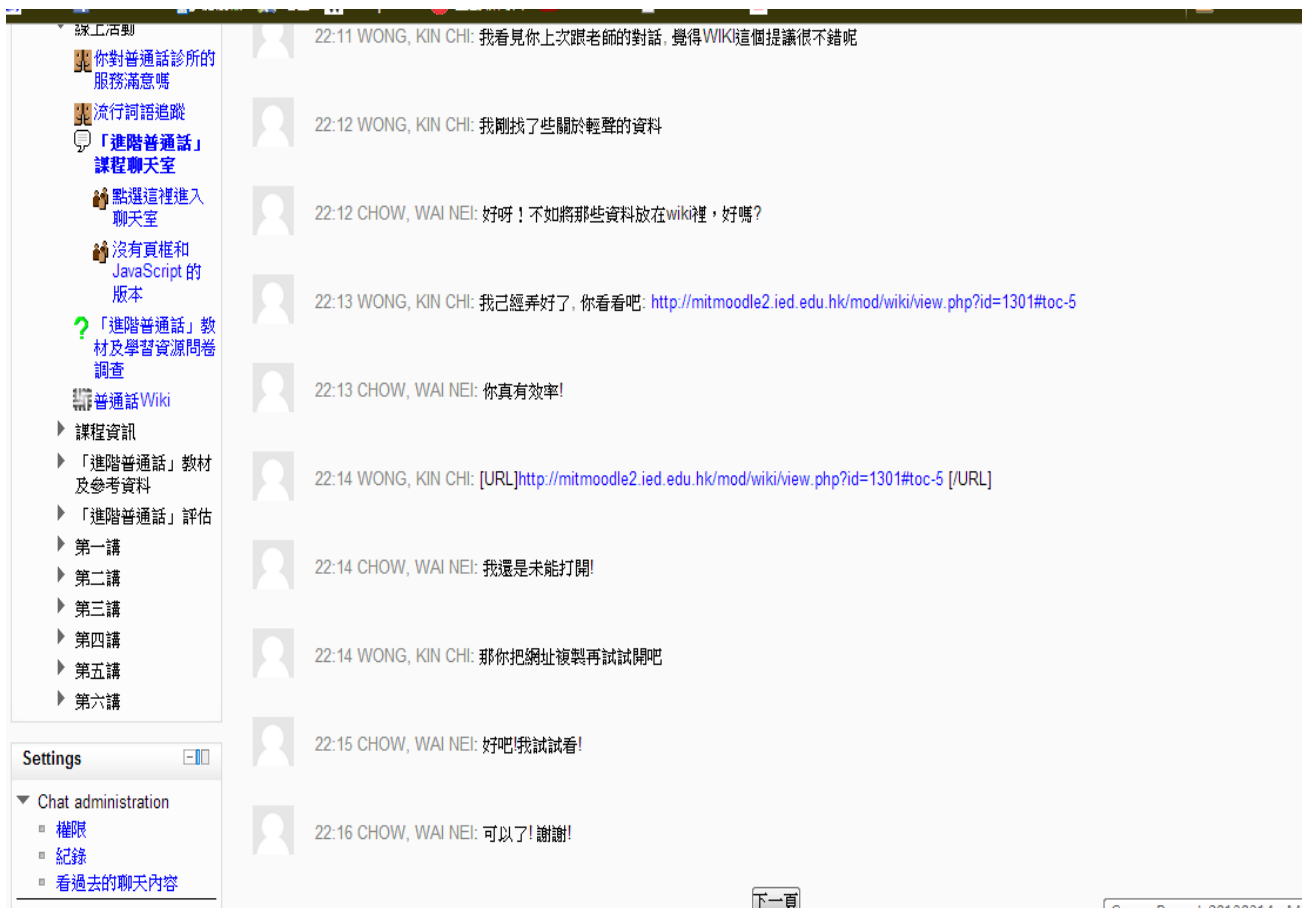 線上活動
你對普通話診所的
服務滿意嗎
流行詞語追蹤
「進階普通話」
課程聊天室
點選這裡進入
聊天室
沒有頁框和
JavaScript 的
版本
「進階普通話」教
材及學習資源問卷
調查
普通話Wiki
課程資訊
「進階普通話」教材
及參考資料
「進階普通話」評估
第一講
第二講
第三講
第四講
第五講
第六講
Settings
Chat administration
權限
紀錄
看過去的聊天內容
22:11 WONG, KIN CHI: 我看見你上次跟老師的對話, 覺得WIKI這個提議很不錯呢
22:12 WONG, KIN CHI: 我剛找了些關於輕聲的資料
22:12 CHOW, WAI NEI: 好呀！不如將那些資料放在wiki裡，好嗎?
22:13 WONG, KIN CHI: 我己經弄好了, 你看看吧: http://mitmoodle2.ied.edu.hk/mod/wiki/view.php?id=1301#toc-5
22:13 CHOW, WAI NEI: 你真有效率!
22:14 WONG, KIN CHI: [URL]http://mitmoodle2.ied.edu.hk/mod/wiki/view.php?id=1301#toc-5 [/URL]
22:14 CHOW, WAI NEI: 我還是未能打開!
22:14 WONG, KIN CHI: 那你把網址複製再試試開吧
22:15 CHOW, WAI NEI: 好吧!我試試看!
22:16 CHOW, WAI NEI: 可以了! 謝謝!
下一頁